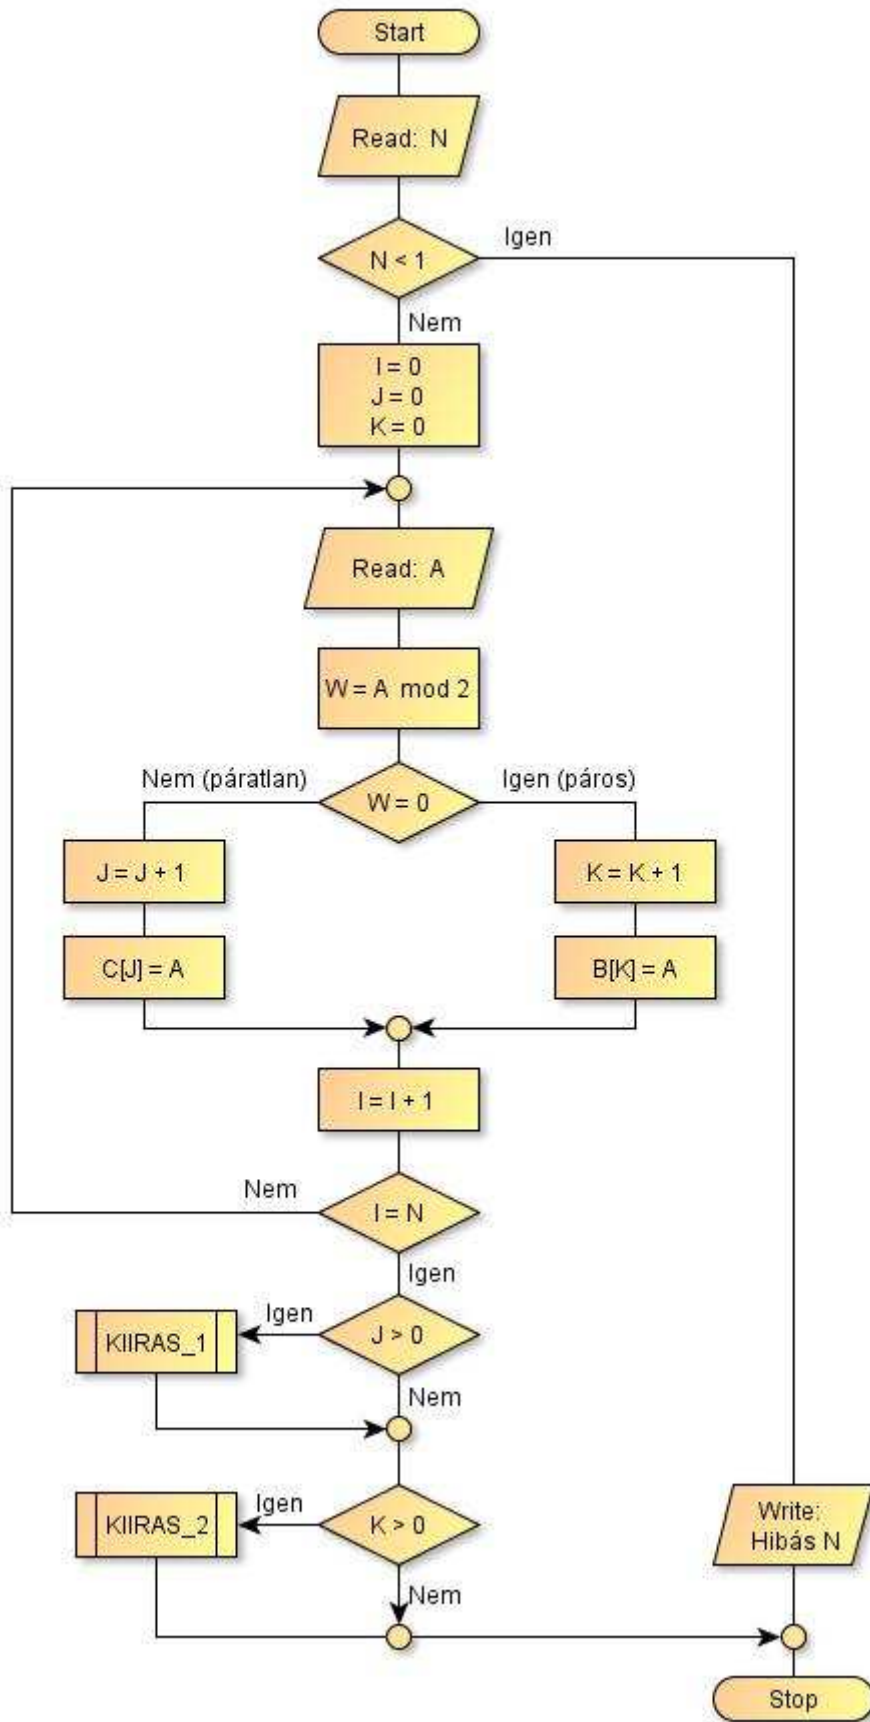 Start
Read: N
N < 1
Igen
Nem
I = 0
J = 0
K = 0
Read: A
W = A mod 2
Nem (páratlan)
W = 0
Igen (páros)
J = J + 1
K = K + 1
C[J] = A
B[K] = A
I = I + 1
Nem
I = N
Igen
KIIRAS_1
Igen
J > 0
Nem
KIIRAS_2
Igen
K > 0
Nem
Write:
Hibás N
Stop